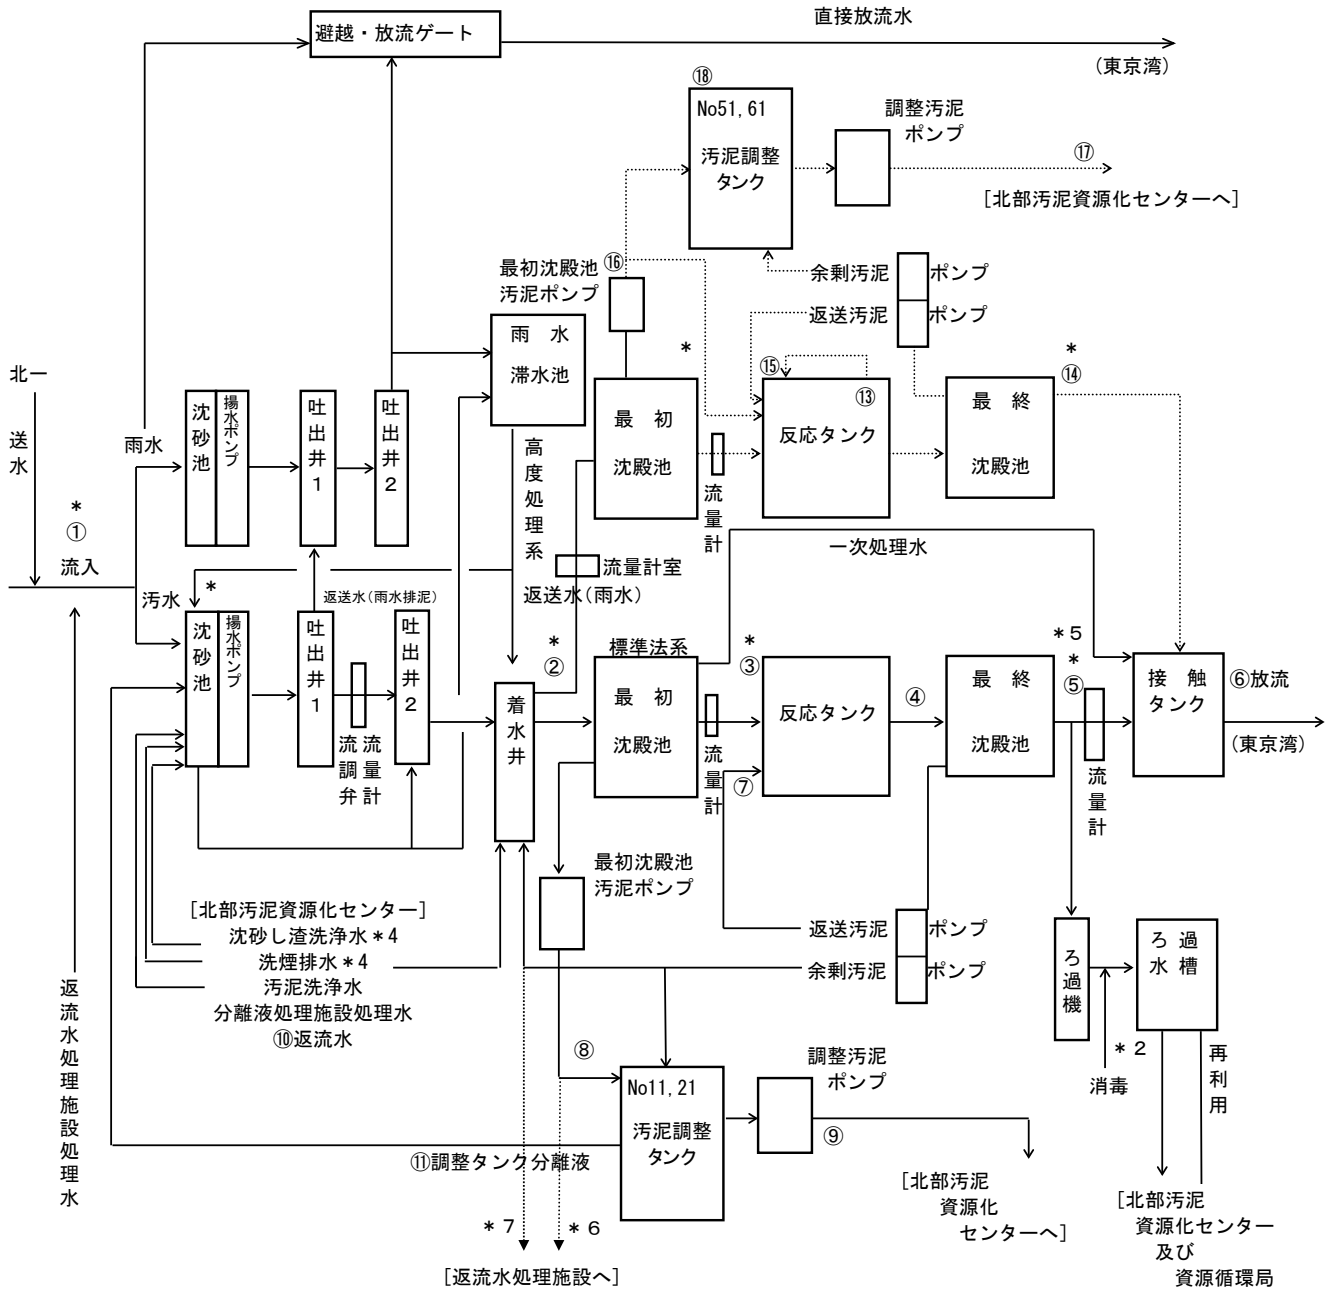 直接放流水
避越・放流ゲート
(東京湾)
⑱
No51,61
汚泥調整
タンク
調整汚泥
ポンプ
⑰
[北部汚泥資源化センターへ]
最初沈殿池
汚泥ポンプ
⑯
余剰汚泥
ポンプ
返送汚泥
ポンプ
雨 水
滞水池
*
⑮
⑬
*
⑭
北一
送水
*
①
流入
雨水
沈砂池
揚水ポンプ
吐出井1
吐出井2
高度処理系
最 初
沈殿池
流量計
反応タンク
最 終
沈殿池
一次処理水
流量計室
返送水(雨水)
汚水
*
返送水(雨水排泥)
沈砂池
揚水ポンプ
吐出井1
流調弁
流量計
吐出井2
着水井
*
②
標準法系
最 初
沈殿池
流量計
*
③
反応タンク
⑦
④
最 終
沈殿池
*5
*
⑤
流量計
接 触
タンク
⑥放流
(東京湾)
最初沈殿池
汚泥ポンプ
[北部汚泥資源化センター]
沈砂し渣洗浄水*4
洗煙排水*4
汚泥洗浄水
分離液処理施設処理水
⑩返流水
返流水処理施設処理水
返送汚泥
ポンプ
余剰汚泥
ポンプ
ろ過機
ろ 過
水 槽
*2
消毒
再利用
⑧
No11,21
汚泥調整
タンク
調整汚泥
ポンプ
⑨
⑪調整タンク分離液
[北部汚泥
資源化
センターへ]
[北部汚泥
資源化センター
及び
資源循環局
*7
*6
[返流水処理施設へ]